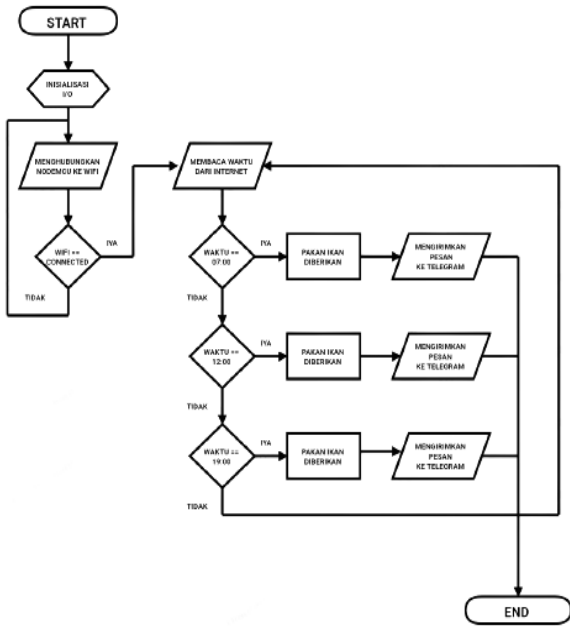 START
INISIALISASI
I/O
MENGHUBUNGKAN
NODEMCU KE WIFI
WIFI ==
CONNECTED
IYA
TIDAK
MEMBACA WAKTU
DARI INTERNET
WAKTU ==
07:00
IYA
TIDAK
PAKAN IKAN
DIBERIKAN
MENGIRIMKAN
PESAN
KE TELEGRAM
WAKTU ==
12:00
IYA
TIDAK
PAKAN IKAN
DIBERIKAN
MENGIRIMKAN
PESAN
KE TELEGRAM
WAKTU ==
19:00
IYA
TIDAK
PAKAN IKAN
DIBERIKAN
MENGIRIMKAN
PESAN
KE TELEGRAM
END